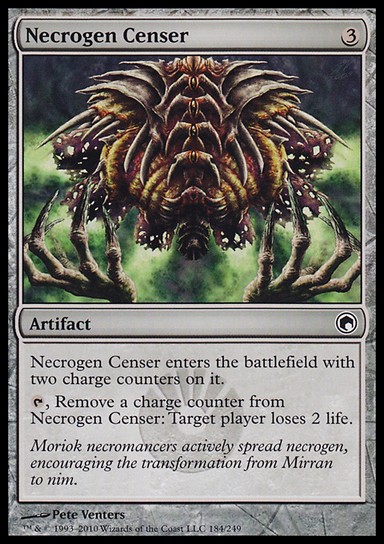 Necrogen Censer 3
Artifact
Necrogen Censer enters the battlefield with
two charge counters on it.
, Remove a charge counter from
Necrogen Censer: Target player loses 2 life.
Moriok necromancers actively spread necrogen,
encouraging the transformation from Mirran
to nim.
Pete Venters
™ & © 1993–2010 Wizards of the Coast LLC 184/249